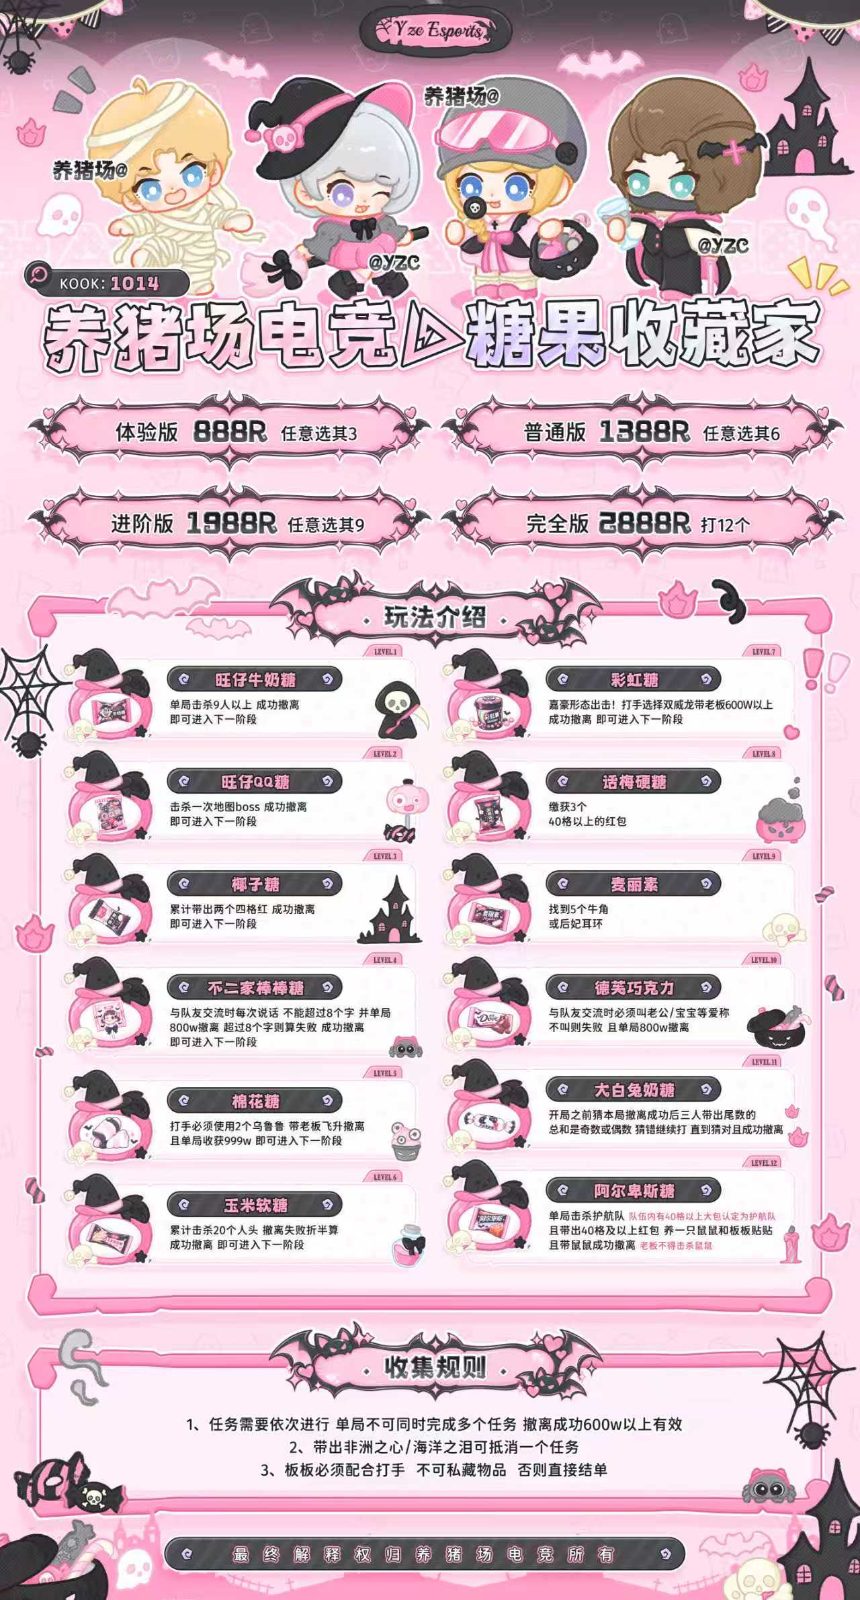 Yzc Esports
养猪场@
养猪场@
@YZC
@YZC
KOOK: 1014
养猪场电竞 糖果收藏家
体验版 888R 任意选其3
普通版 1388R 任意选其6
进阶版 1988R 任意选其9
完全版 2888R 打12个
· 玩法介绍 ·
LEVEL.1
旺仔牛奶糖
单局击杀9人以上 成功撤离
即可进入下一阶段
LEVEL.2
旺仔QQ糖
击杀一次地图boss 成功撤离
即可进入下一阶段
LEVEL.3
椰子糖
累计带出两个四格红 成功撤离
即可进入下一阶段
LEVEL.4
不二家棒棒糖
与队友交流时每次说话 不能超过8个字 并单局
800w撤离 超过8个字则算失败 成功撤离
即可进入下一阶段
LEVEL.5
棉花糖
打手必须使用2个乌鲁鲁 带老板飞升撤离
且单局收获999w 即可进入下一阶段
LEVEL.6
玉米软糖
累计击杀20个人头 撤离失败折半算
成功撤离 即可进入下一阶段
LEVEL.7
彩虹糖
嘉豪形态出击！打手选择双威龙带老板600W以上
成功撤离 即可进入下一阶段
LEVEL.8
话梅硬糖
缴获3个
40格以上的红包
LEVEL.9
麦丽素
找到5个牛角
或后妃耳环
LEVEL.10
德芙巧克力
与队友交流时必须叫老公/宝宝等爱称
不叫则失败 且单局800w撤离
LEVEL.11
大白兔奶糖
开局之前猜本局撤离成功后三人带出尾数的
总和是奇数或偶数 猜错继续打 直到猜对且成功撤离
LEVEL.12
阿尔卑斯糖
单局击杀护航队 队伍内有40格以上大包认定为护航队
且带出40格及以上红包 养一只鼠鼠和板板贴贴
且带鼠鼠成功撤离 老板不得击杀鼠鼠
· 收集规则 ·
1、任务需要依次进行 单局不可同时完成多个任务 撤离成功600w以上有效
2、带出非洲之心/海洋之泪可抵消一个任务
3、板板必须配合打手 不可私藏物品 否则直接结单
最终解释权归养猪场电竞所有